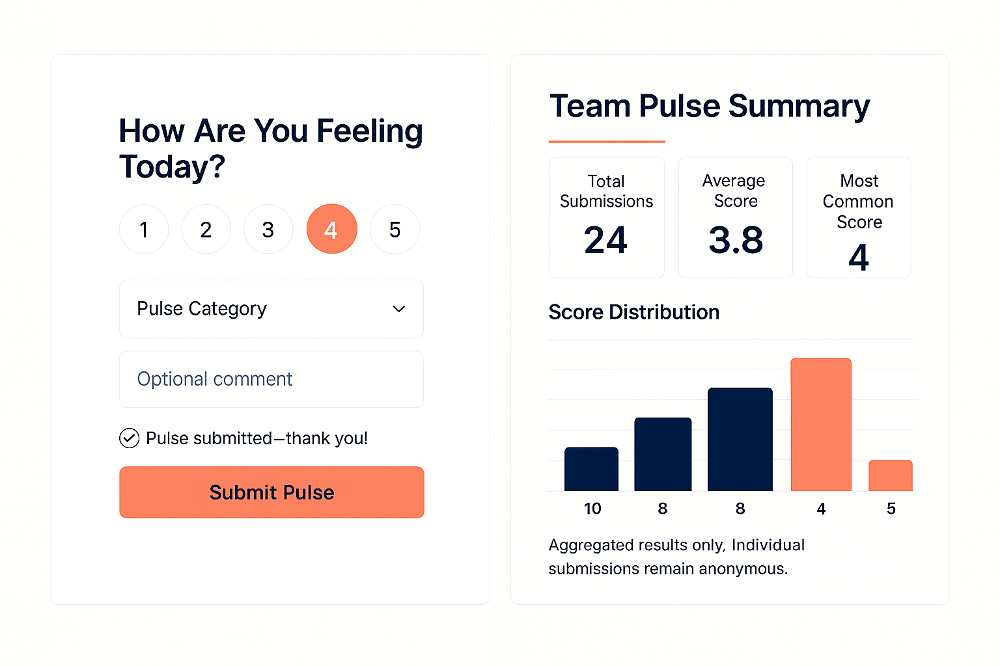 How Are You Feeling
Today?
1 2 3 4 5
Pulse Category
Optional comment
Pulse submitted–thank you!
Submit Pulse
Team Pulse Summary
Total
Submissions
24
Average
Score
3.8
Most
Common
Score
4
Score Distribution
10 8 8 4 5
Aggregated results only, Individual
submissions remain anonymous.